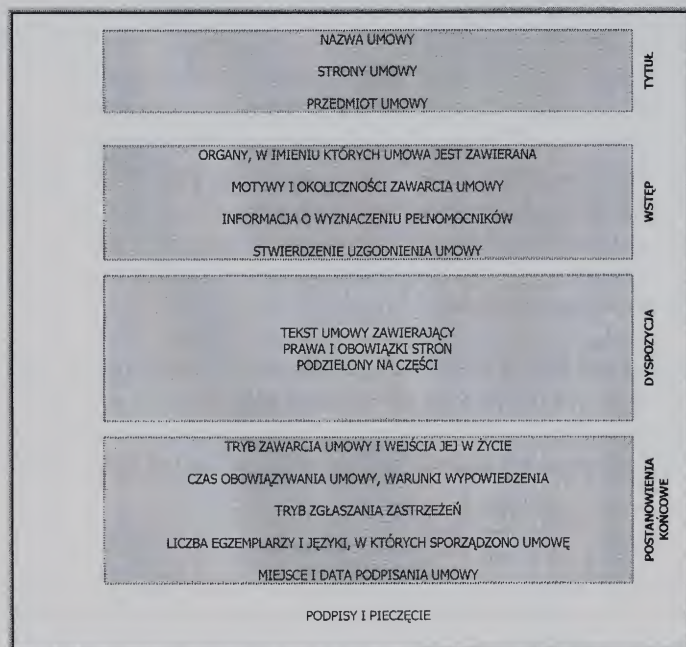 NAZWA UMOWY
STRONY UMOWY
PRZEDMIOT UMOWY
TYTUŁ
ORGANY, W IMIENIU KTÓRYCH UMOWA JEST ZAWIERANA
MOTYWY I OKOLICZNOŚCI ZAWARCIA UMOWY
INFORMACJA O WYZNACZENIU PEŁNOMOCNIKÓW
STWIERDZENIE UZGODNIENIA UMOWY
WSTĘP
TEKST UMOWY ZAWIERAJĄCY
PRAWA I OBOWIĄZKI STRON
PODZIELONY NA CZĘŚCI
DYSPOZYCJA
TRYB ZAWARCIA UMOWY I WEJŚCIA JEJ W ŻYCIE
CZAS OBOWIĄZYWANIA UMOWY, WARUNKI WYPOWIEDZENIA
TRYB ZGŁASZANIA ZASTRZEŻEŃ
LICZBA EGZEMPLARZY I JĘZYKI, W KTÓRYCH SPORZĄDZONO UMOWĘ
MIEJSCE I DATA PODPISANIA UMOWY
POSTANOWIENIA
KOŃCOWE
PODPISY I PIECZĘCIE